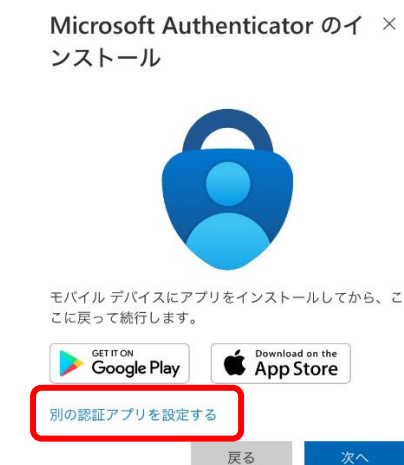 Microsoft Authenticator のイ ×
ンストール
モバイル デバイスにアプリをインストールしてから、こ
こに戻って続行します。
GET IT ON
Google Play
Download on the
App Store
別の認証アプリを設定する
戻る
次へ